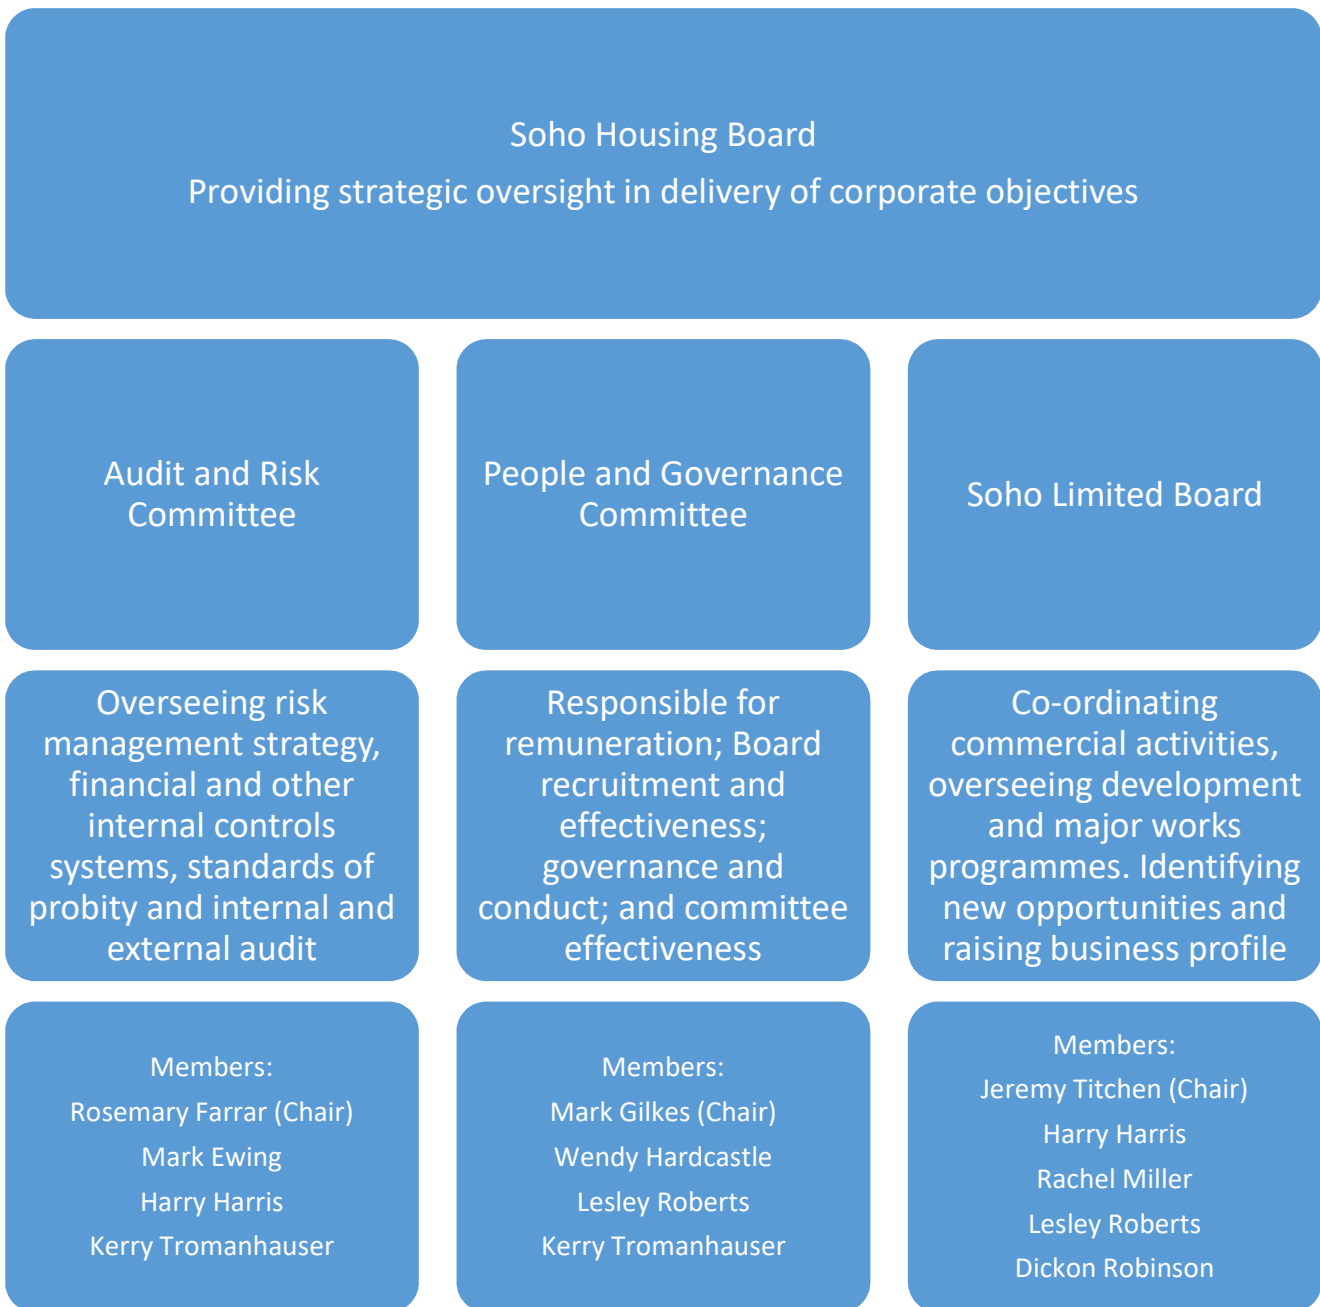 Soho Housing Board
Providing strategic oversight in delivery of corporate objectives
Audit and Risk
Committee
People and Governance
Committee
Soho Limited Board
Overseeing risk
management strategy,
financial and other
internal controls
systems, standards of
probity and internal and
external audit
Responsible for
remuneration; Board
recruitment and
effectiveness;
governance and
conduct; and committee
effectiveness
Co-ordinating
commercial activities,
overseeing development
and major works
programmes. Identifying
new opportunities and
raising business profile
Members:
Rosemary Farrar (Chair)
Mark Ewing
Harry Harris
Kerry Tromanhauser
Members:
Mark Gilkes (Chair)
Wendy Hardcastle
Lesley Roberts
Kerry Tromanhauser
Members:
Jeremy Titchen (Chair)
Harry Harris
Rachel Miller
Lesley Roberts
Dickon Robinson